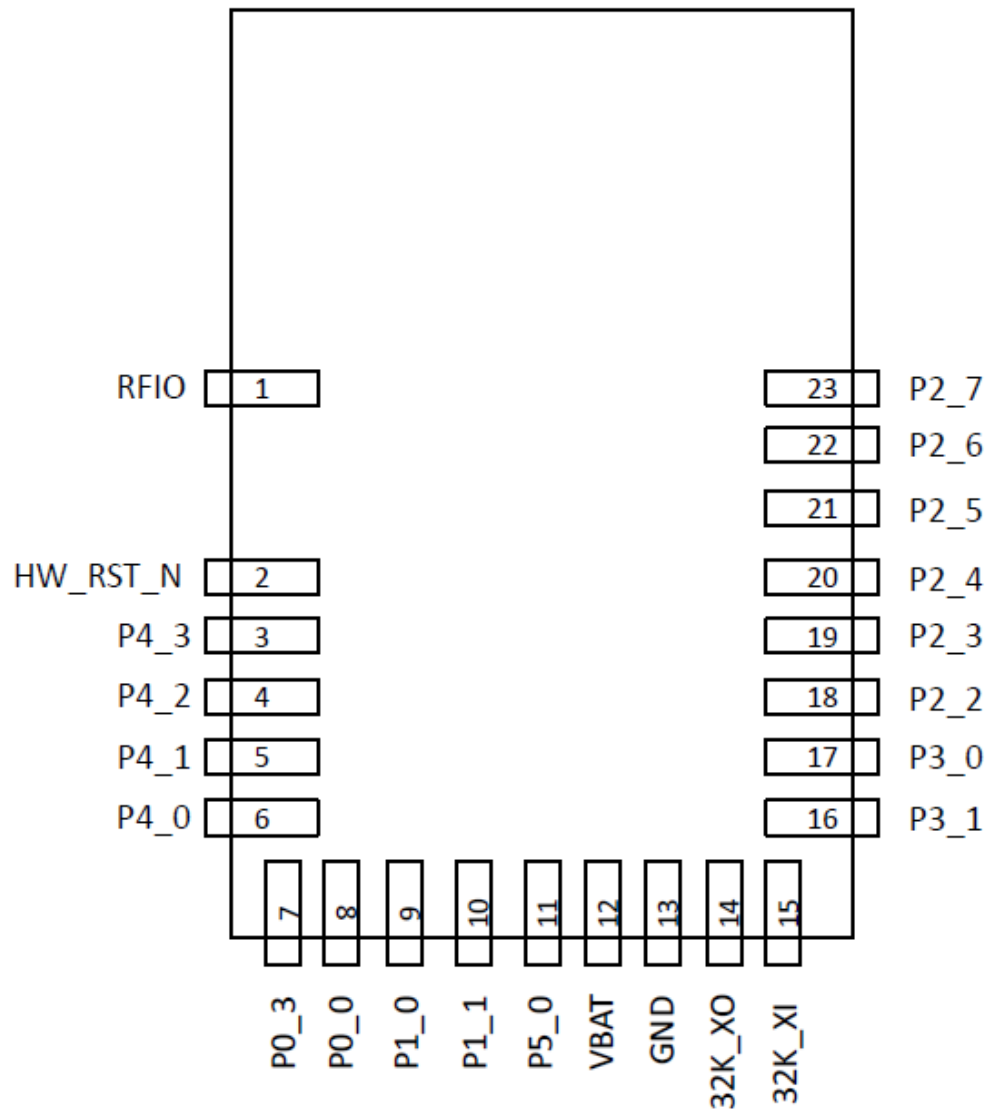 RFIO 1 23 P2_7
22 P2_6
21 P2_5
HW_RST_N 2 20 P2_4
P4_3 3 19 P2_3
P4_2 4 18 P2_2
P4_1 5 17 P3_0
P4_0 6 16 P3_1
7 8 9 10 11 12 13 14 15
P0_3 P0_0 P1_0 P1_1 P5_0 VBAT GND 32K_XO 32K_XI